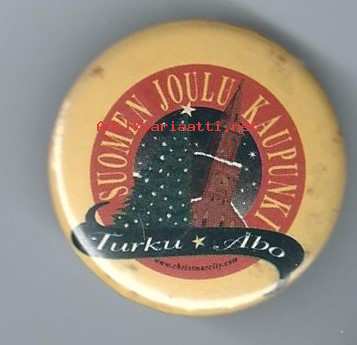 SUOMEN JOULU KAUPUNKI
Turku ★ Åbo
www.christmascity.com